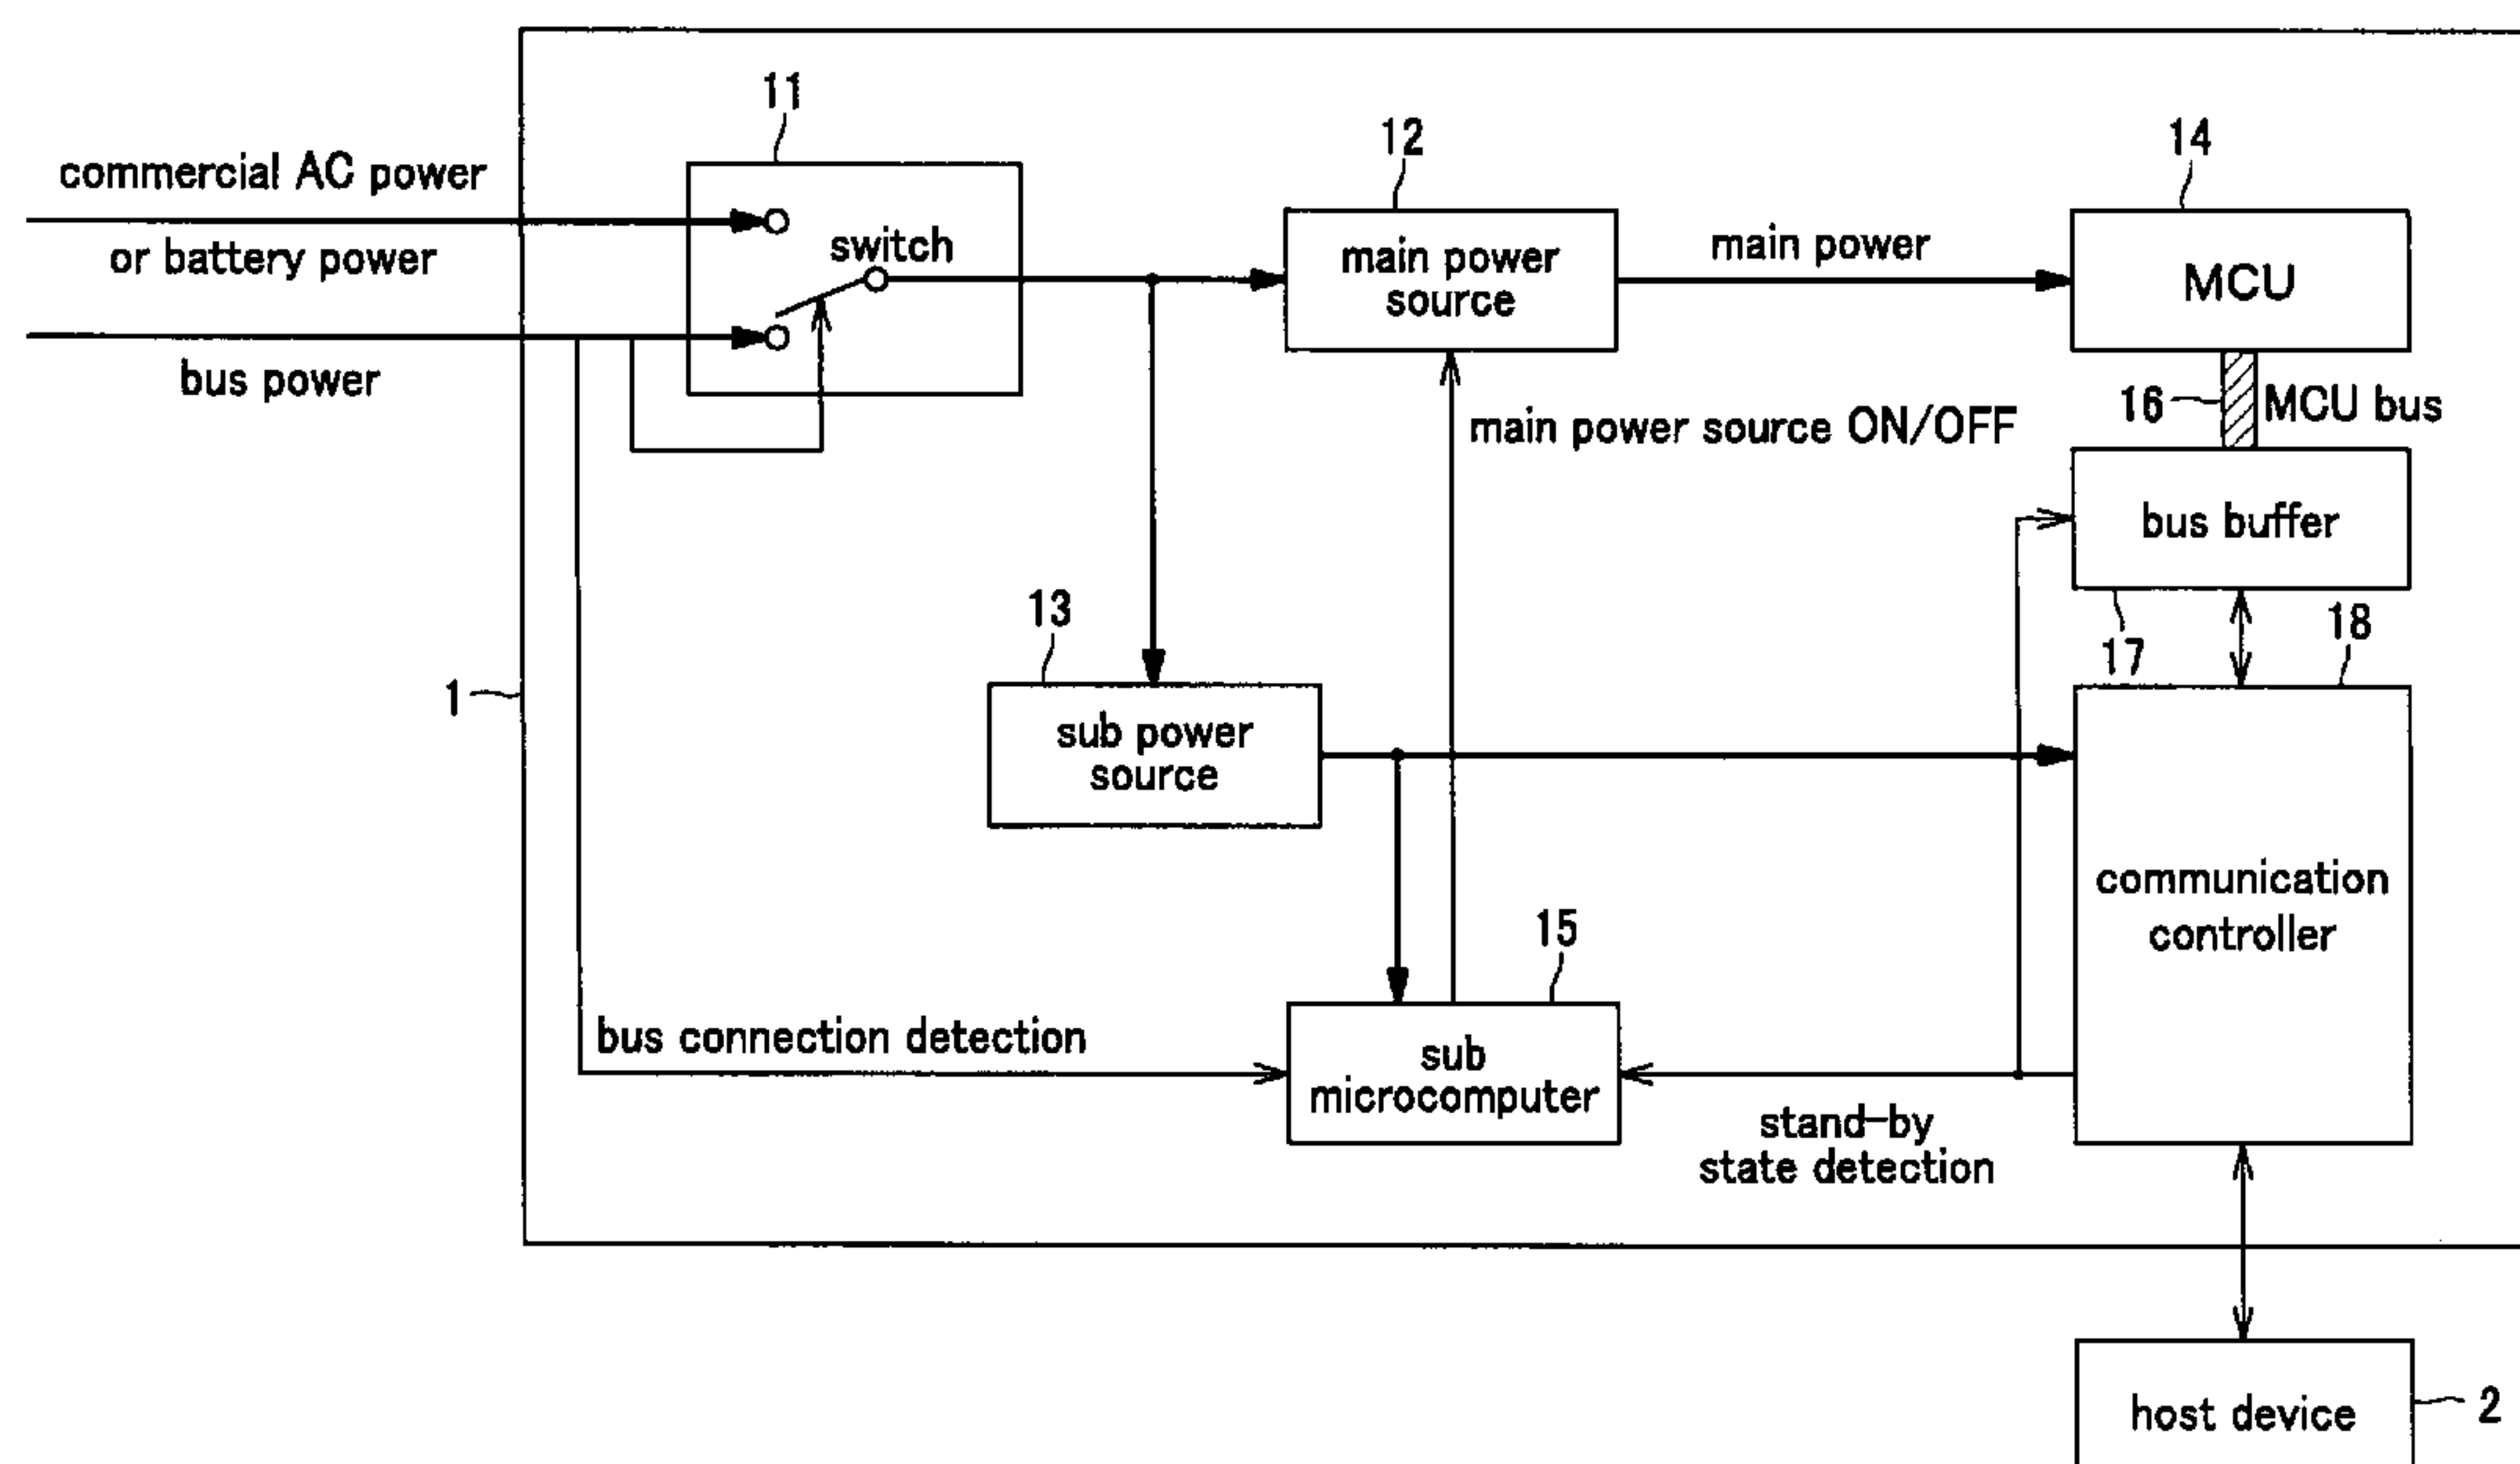 11
12
14
commercial AC power
or battery power
bus power
switch
main power
source
main power
MCU
16
MCU bus
main power source ON/OFF
bus buffer
17
18
13
1
sub power
source
communication
controller
15
bus connection detection
sub
microcomputer
stand-by
state detection
host device
2